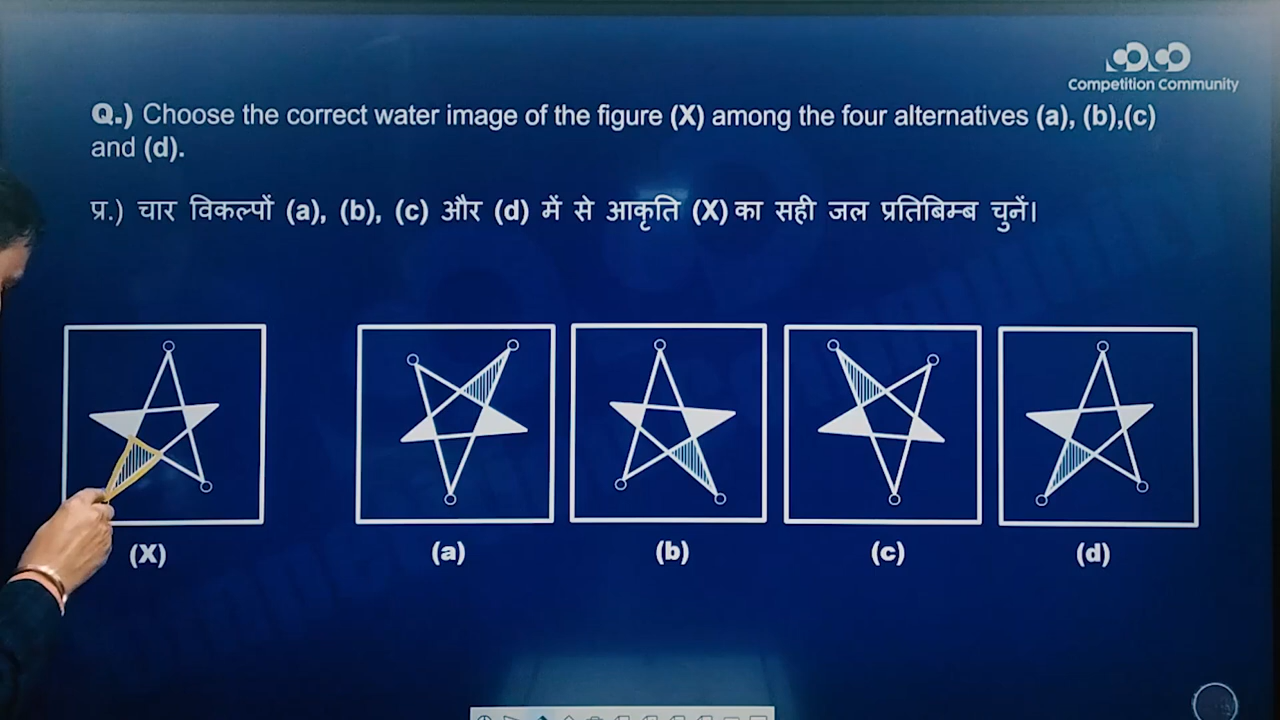 Competition Community
Q.) Choose the correct water image of the figure (X) among the four alternatives (a), (b),(c)
and (d).
प्र.) चार विकल्पों (a), (b), (c) और (d) में से आकृति (X) का सही जल प्रतिबिम्ब चुनें।
(X) (a) (b) (c) (d)